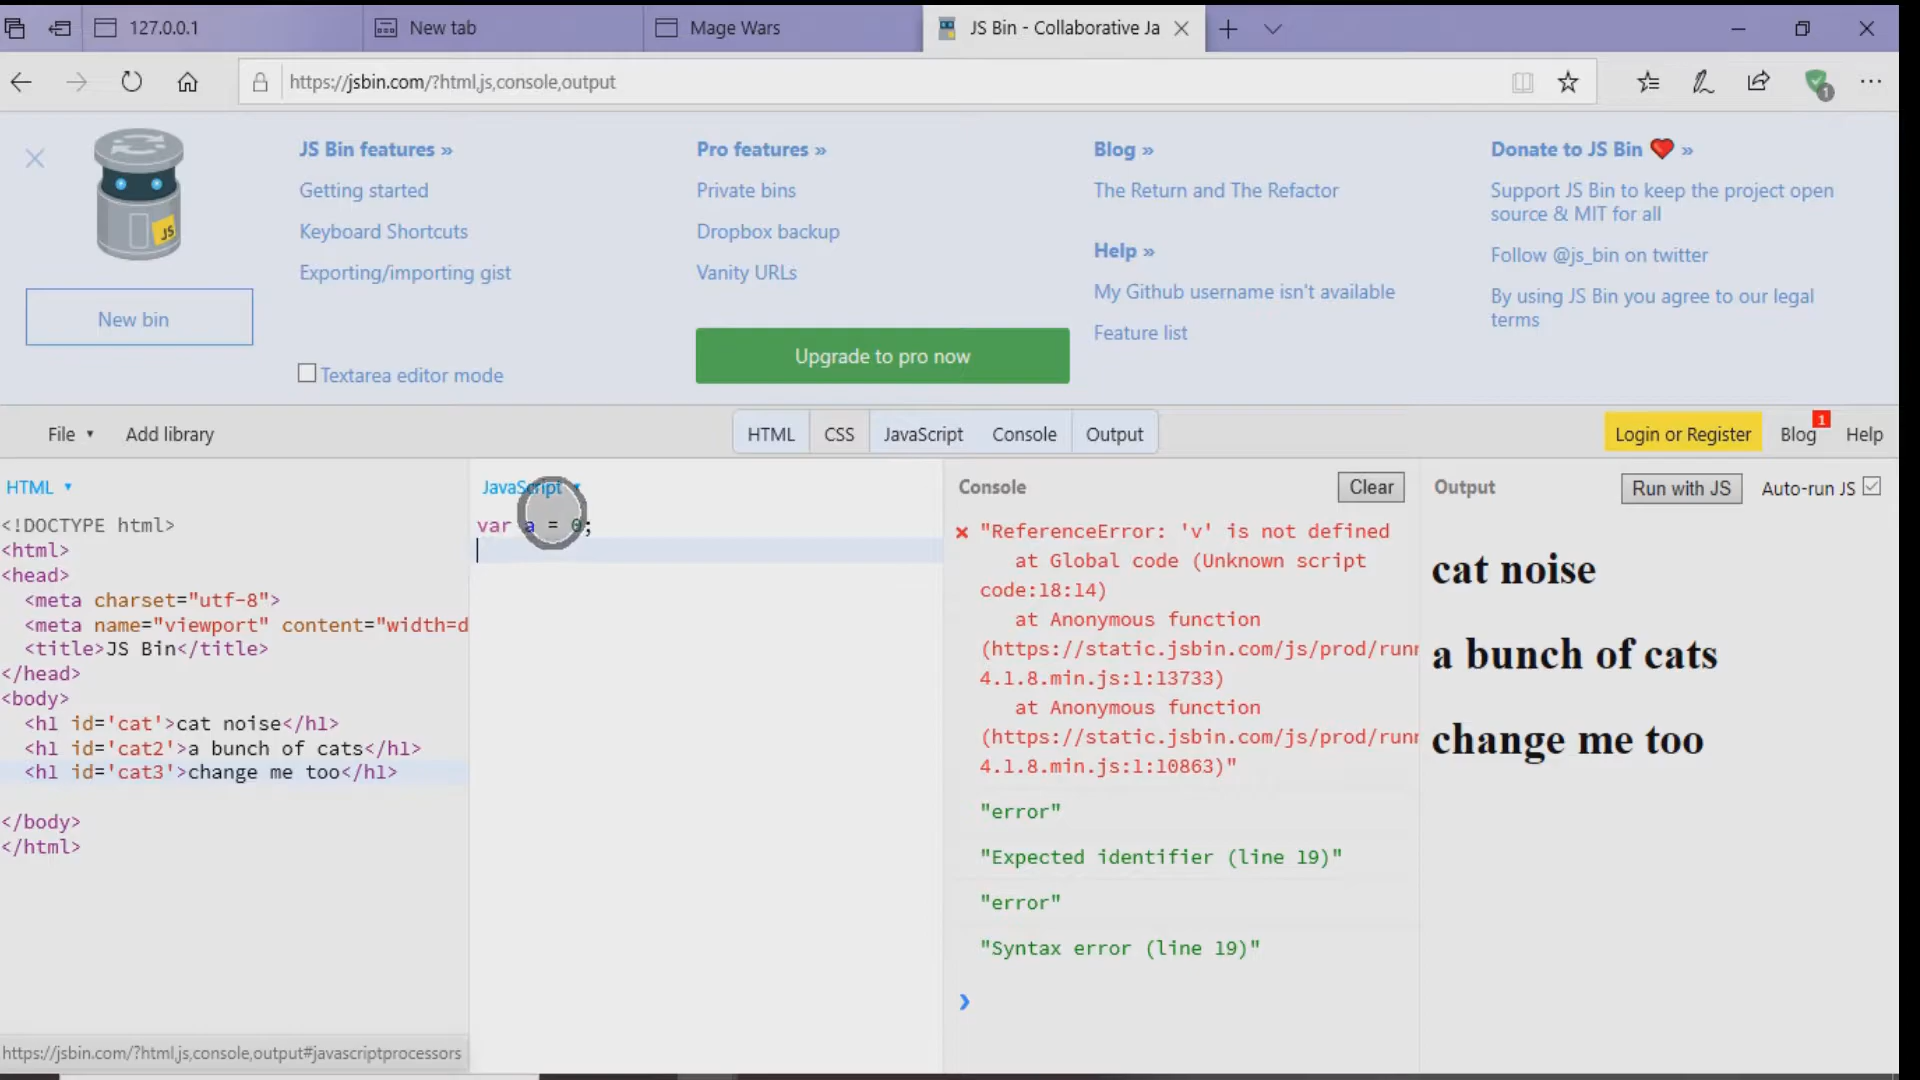 127.0.0.1
New tab
Mage Wars
JS Bin - Collaborative Ja
https://jsbin.com/?html,js,console,output
1
JS
New bin
JS Bin features »
Getting started
Keyboard Shortcuts
Exporting/importing gist
Textarea editor mode
Pro features »
Private bins
Dropbox backup
Vanity URLs
Upgrade to pro now
Blog »
The Return and The Refactor
Help »
My Github username isn't available
Feature list
Donate to JS Bin ❤ »
Support JS Bin to keep the project open
source & MIT for all
Follow @js_bin on twitter
By using JS Bin you agree to our legal
terms
File
Add library
HTML
CSS
JavaScript
Console
Output
Login or Register
Blog
1
Help
HTML
<!DOCTYPE html>
<html>
<head>
<meta charset="utf-8">
<meta name="viewport" content="width=d
<title>JS Bin</title>
</head>
<body>
<h1 id='cat'>cat noise</h1>
<h1 id='cat2'>a bunch of cats</h1>
<h1 id='cat3'>change me too</h1>
</body>
</html>
JavaScript
var a = 0;
Console
Clear
"ReferenceError: 'v' is not defined
at Global code (Unknown script
code:18:14)
at Anonymous function
(https://static.jsbin.com/js/prod/runr
4.1.8.min.js:1:13733)
at Anonymous function
(https://static.jsbin.com/js/prod/runr
4.1.8.min.js:1:10863)"
"error"
"Expected identifier (line 19)"
"error"
"Syntax error (line 19)"
Output
Run with JS
Auto-run JS
cat noise
a bunch of cats
change me too
https://jsbin.com/?html,js,console,output#javascriptprocessors